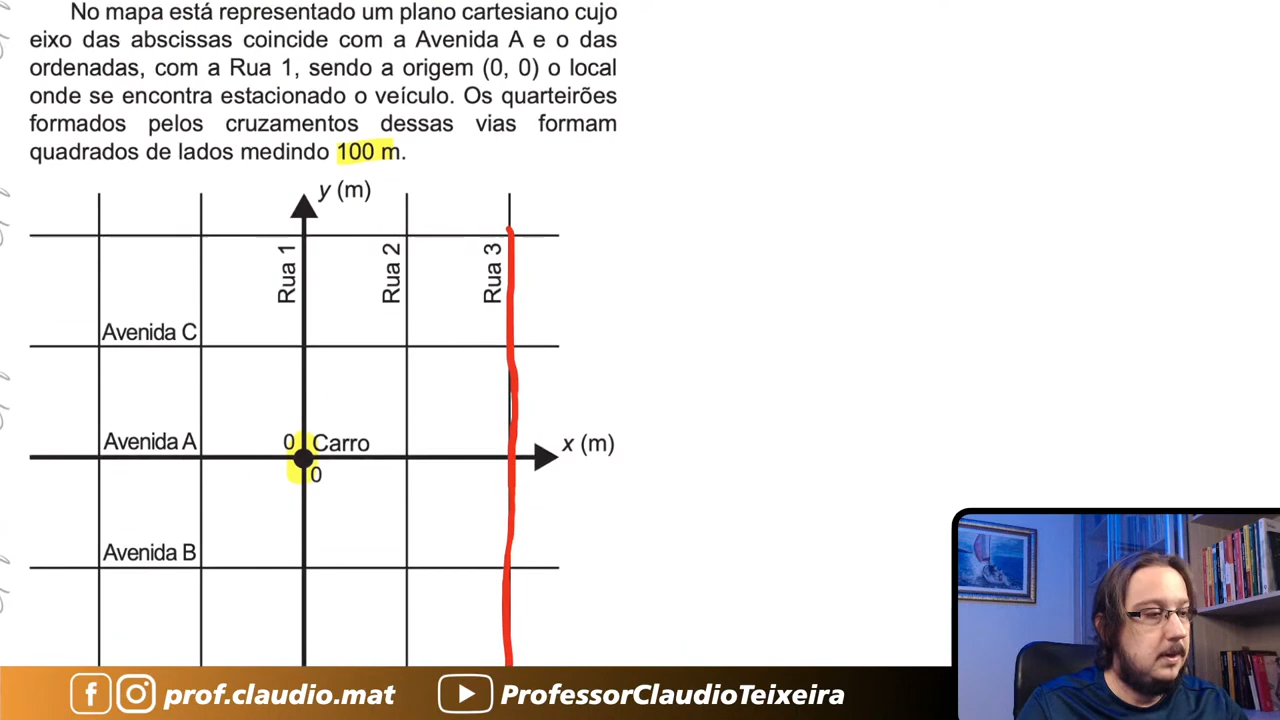 No mapa está representado um plano cartesiano cujo
eixo das abscissas coincide com a Avenida A e o das
ordenadas, com a Rua 1, sendo a origem (0, 0) o local
onde se encontra estacionado o veículo. Os quarteirões
formados pelos cruzamentos dessas vias formam
quadrados de lados medindo 100 m.
y (m)
Rua 1
Rua 2
Rua 3
Avenida C
Avenida A
0
Carro
x (m)
0
Avenida B
prof.claudio.mat
ProfessorClaudioTeixeira